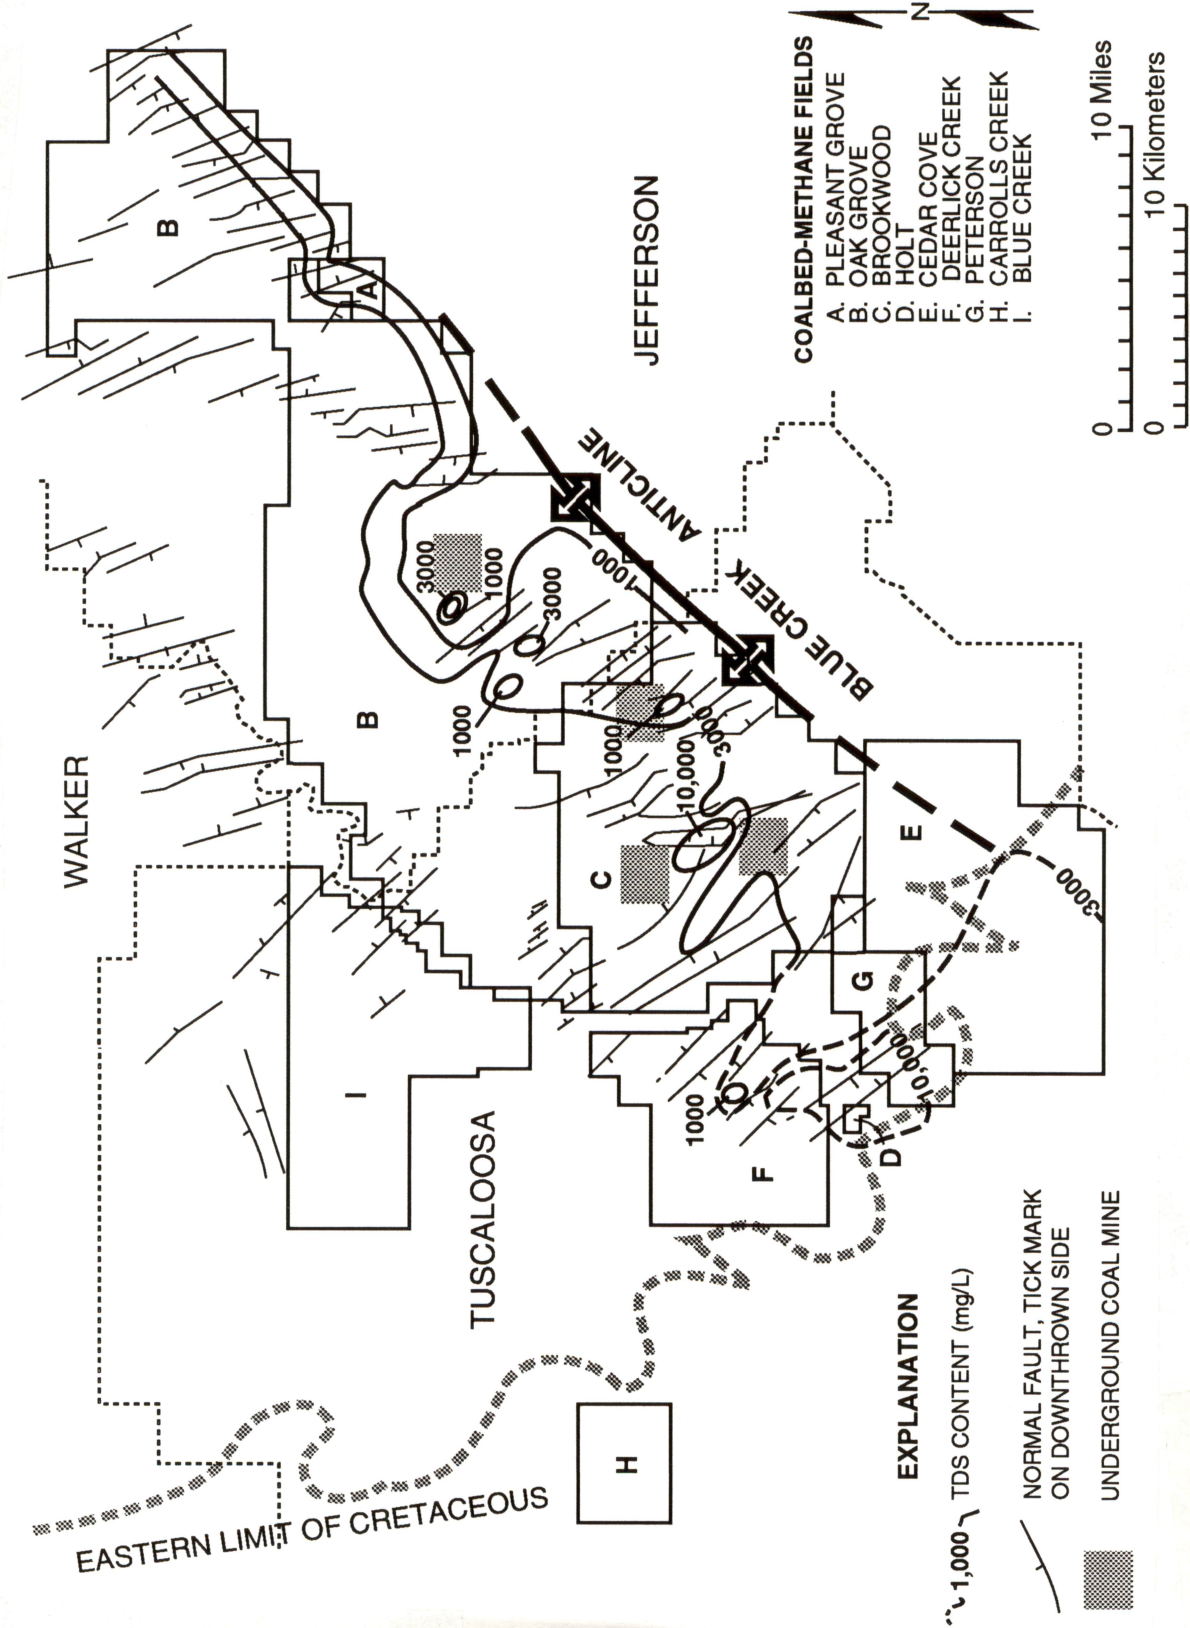 WALKER
JEFFERSON
TUSCALOOSA
B
A
B
C
I
F
D
G
E
H
3000
1000
3000
1000
1000
1000
3000
10,000
1000
10,000
3000
BLUE CREEK ANTICLINE
EASTERN LIMIT OF CRETACEOUS
N
COALBED-METHANE FIELDS
A. PLEASANT GROVE
B. OAK GROVE
C. BROOKWOOD
D. HOLT
E. CEDAR COVE
F. DEERLICK CREEK
G. PETERSON
H. CARROLLS CREEK
I. BLUE CREEK
0 10 Miles
0 10 Kilometers
EXPLANATION
1,000 TDS CONTENT (mg/L)
NORMAL FAULT, TICK MARK
ON DOWNTHROWN SIDE
UNDERGROUND COAL MINE